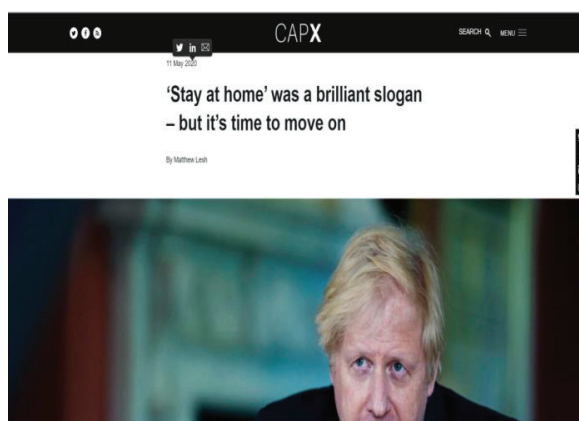 CAPX
SEARCH MENU
11 May 2020
‘Stay at home’ was a brilliant slogan
– but it’s time to move on
By Matthew Lesh